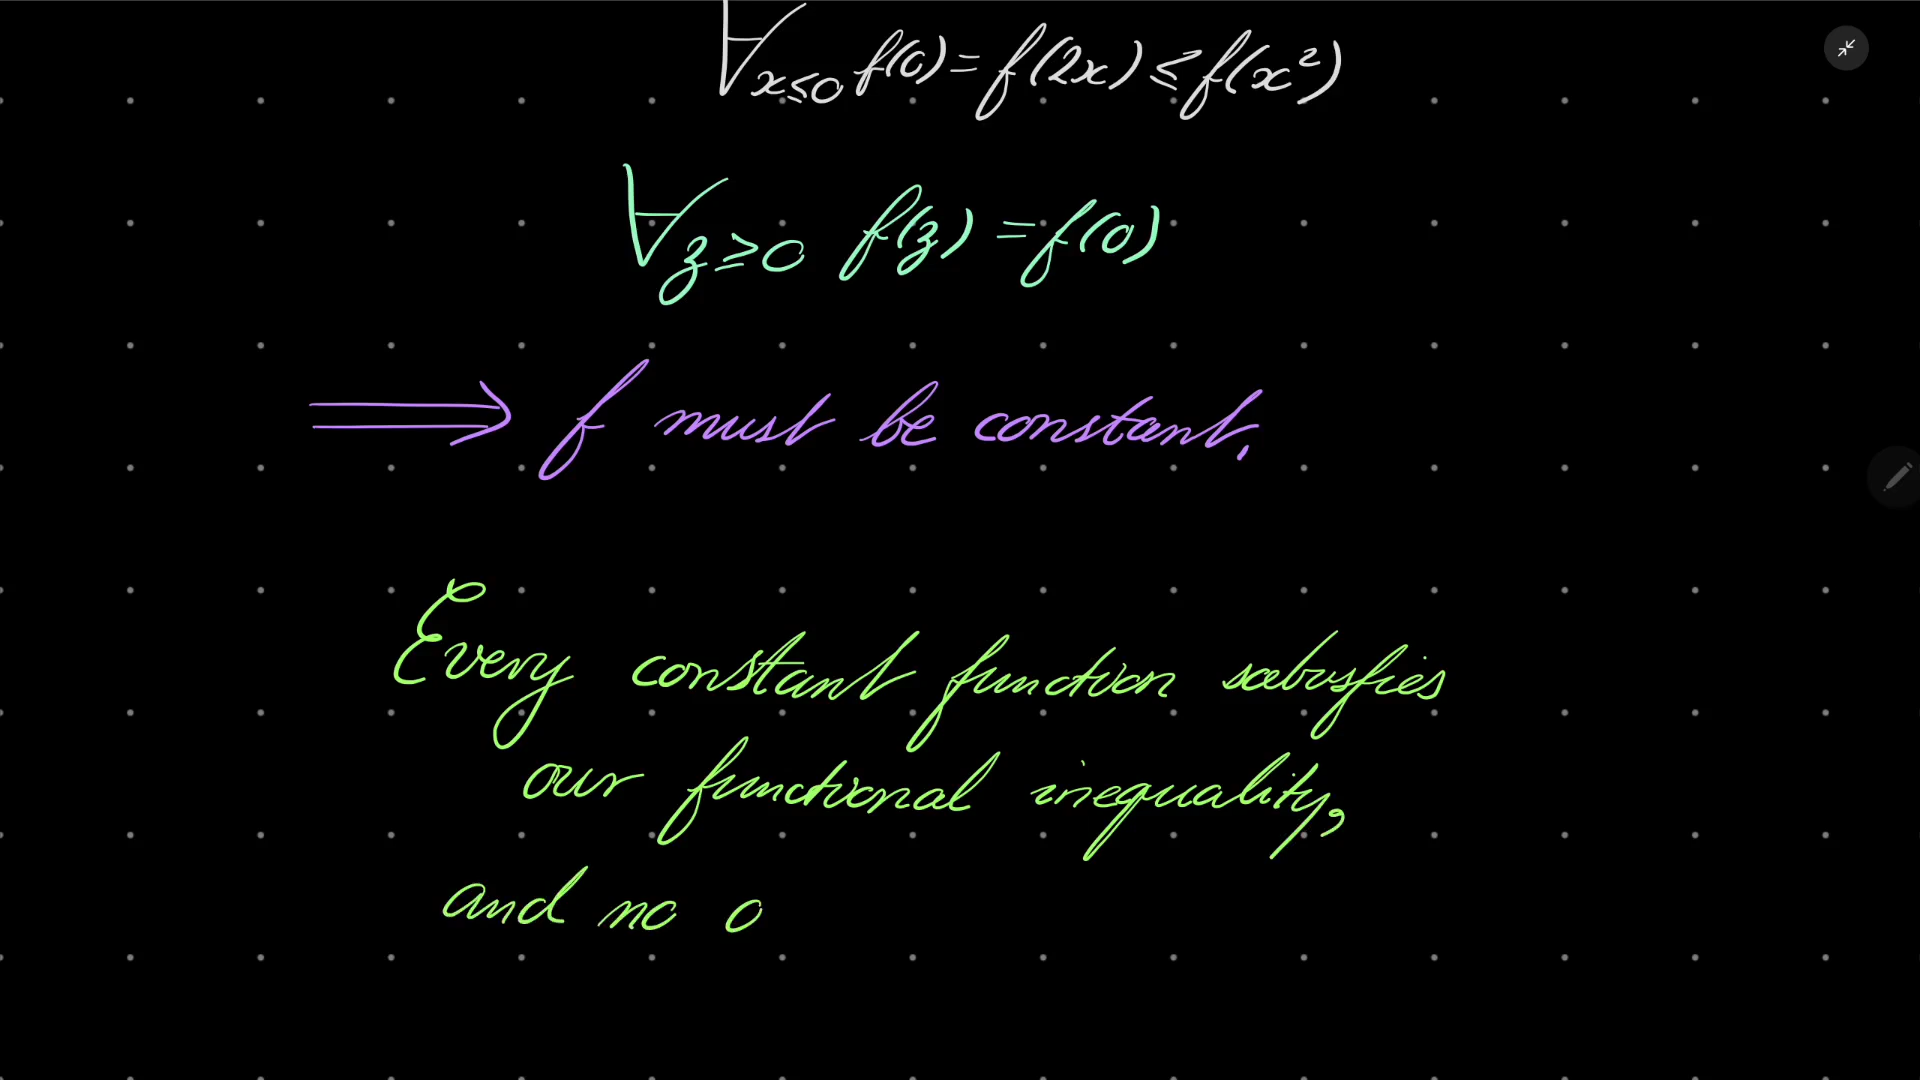 ∀x≤0 f(0) = f(2x) ≤ f(x²)
∀z≥0 f(z) = f(0)
⟹ f must be constant.
Every constant function satisfies
our functional inequality,
and no o